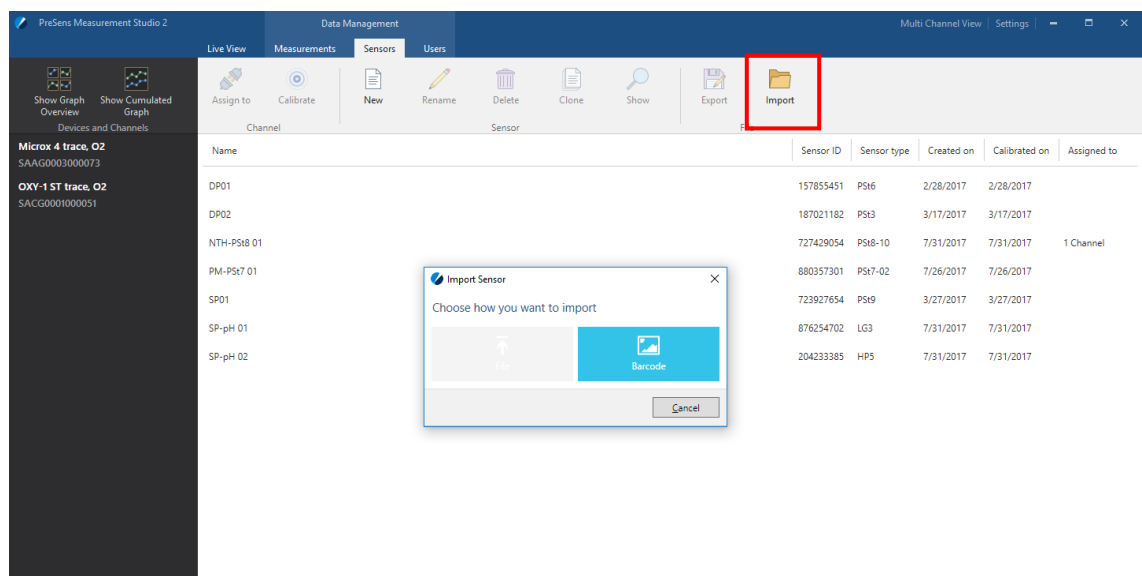 PreSens Measurement Studio 2
Data Management
Multi Channel View
Settings
Live View
Measurements
Sensors
Users
Show Graph Overview
Show Cumulated Graph
Devices and Channels
Assign to
Calibrate
Channel
New
Rename
Delete
Clone
Show
Sensor
Export
Import
Microx 4 trace, O2
SAAG0003000073
OXY-1 ST trace, O2
SACG0001000051
Name Sensor ID Sensor type Created on Calibrated on Assigned to
DP01 157855451 PSt6 2/28/2017 2/28/2017
DP02 187021182 PSt3 3/17/2017 3/17/2017
NTH-PSt8 01 727429054 PSt8-10 7/31/2017 7/31/2017 1 Channel
PM-PSt7 01 880357301 PSt7-02 7/26/2017 7/26/2017
SP01 723927654 PSt9 3/27/2017 3/27/2017
SP-pH 01 876254702 LG3 7/31/2017 7/31/2017
SP-pH 02 204233385 HP5 7/31/2017 7/31/2017
Import Sensor
Choose how you want to import
File
Barcode
Cancel